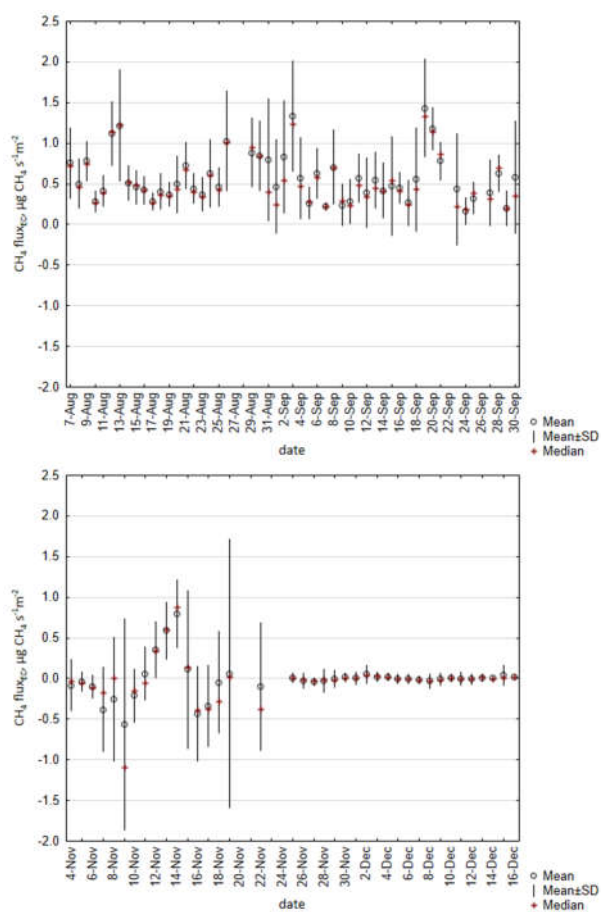 CH₄ flux_EC, µg CH₄ s⁻¹m⁻²
2.5
2.0
1.5
1.0
0.5
0.0
-0.5
-1.0
-1.5
-2.0
7-Aug
9-Aug
11-Aug
13-Aug
15-Aug
17-Aug
19-Aug
21-Aug
23-Aug
25-Aug
27-Aug
29-Aug
31-Aug
2-Sep
4-Sep
6-Sep
8-Sep
10-Sep
12-Sep
14-Sep
16-Sep
18-Sep
20-Sep
22-Sep
24-Sep
26-Sep
28-Sep
30-Sep
date
Mean
Mean±SD
Median
CH₄ flux_EC, µg CH₄ s⁻¹m⁻²
2.5
2.0
1.5
1.0
0.5
0.0
-0.5
-1.0
-1.5
-2.0
4-Nov
6-Nov
8-Nov
10-Nov
12-Nov
14-Nov
16-Nov
18-Nov
20-Nov
22-Nov
24-Nov
26-Nov
28-Nov
30-Nov
2-Dec
4-Dec
6-Dec
8-Dec
10-Dec
12-Dec
14-Dec
16-Dec
date
Mean
Mean±SD
Median